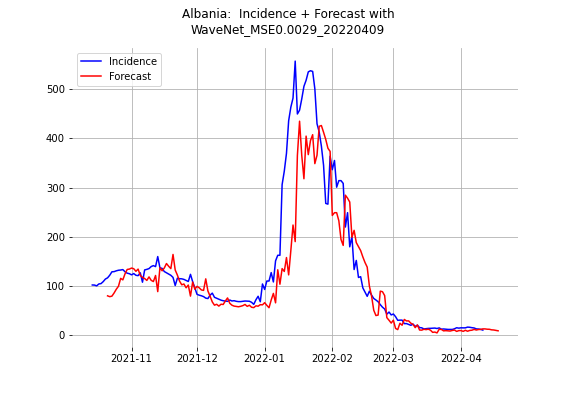 Albania:  Incidence + Forecast with
WaveNet_MSE0.0029_20220409
Incidence
Forecast
500
400
300
200
100
0
2021-11 2021-12 2022-01 2022-02 2022-03 2022-04